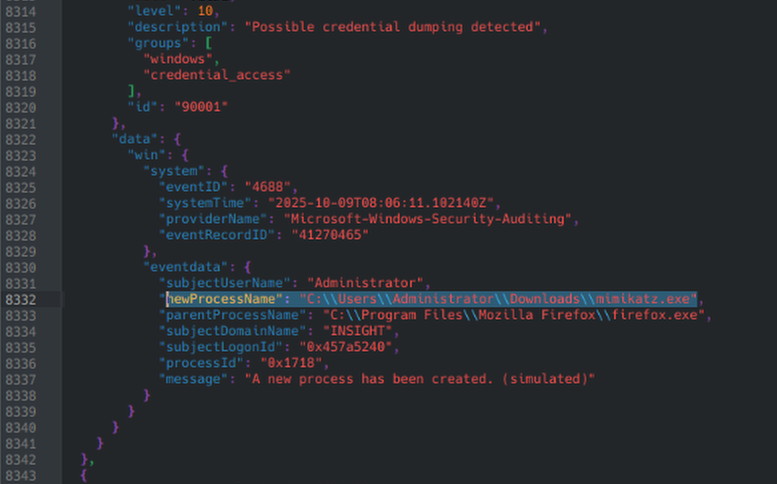 8314 "level": 10,
8315 "description": "Possible credential dumping detected",
8316 "groups": [
8317 "windows",
8318 "credential_access"
8319 ],
8320 "id": "90001"
8321 },
8322 "data": {
8323 "win": {
8324 "system": {
8325 "eventID": "4688",
8326 "systemTime": "2025-10-09T08:06:11.102140Z",
8327 "providerName": "Microsoft-Windows-Security-Auditing",
8328 "eventRecordID": "41270465"
8329 },
8330 "eventdata": {
8331 "subjectUserName": "Administrator",
8332 "newProcessName": "C:\\Users\\Administrator\\Downloads\\mimikatz.exe",
8333 "parentProcessName": "C:\\Program Files\\Mozilla Firefox\\firefox.exe",
8334 "subjectDomainName": "INSIGHT",
8335 "subjectLogonId": "0x457a5240",
8336 "processId": "0x1718",
8337 "message": "A new process has been created. (simulated)"
8338 }
8339 }
8340 }
8341 }
8342 },
8343 {